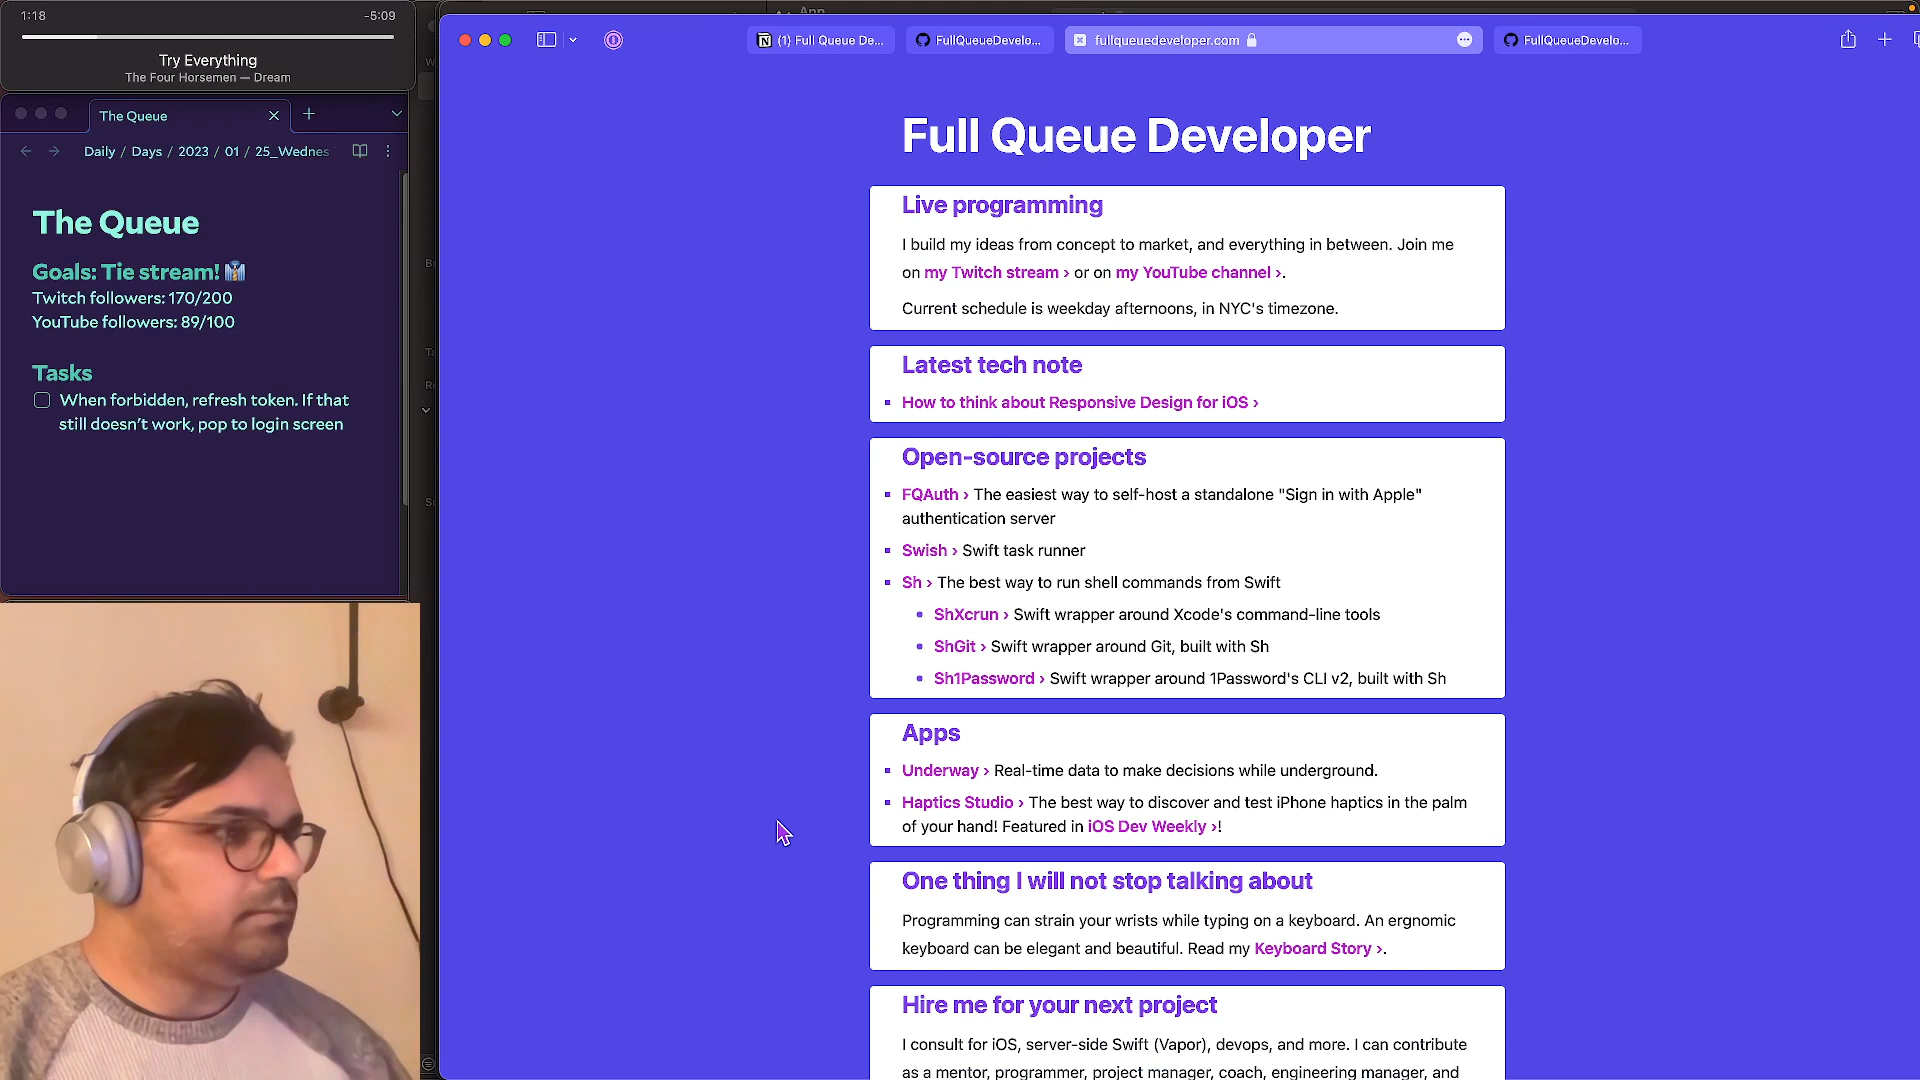 1:18
-5:09
Try Everything
The Four Horsemen — Dream
The Queue
Daily / Days / 2023 / 01 / 25_Wednes
The Queue
Goals: Tie stream! 👔
Twitch followers: 170/200
YouTube followers: 89/100
Tasks
When forbidden, refresh token. If that
still doesn't work, pop to login screen
(1) Full Queue De...
FullQueueDevelo...
fullqueuedeveloper.com
FullQueueDevelo...
Full Queue Developer
Live programming
I build my ideas from concept to market, and everything in between. Join me
on my Twitch stream › or on my YouTube channel ›.
Current schedule is weekday afternoons, in NYC's timezone.
Latest tech note
How to think about Responsive Design for iOS ›
Open-source projects
FQAuth › The easiest way to self-host a standalone "Sign in with Apple"
authentication server
Swish › Swift task runner
Sh › The best way to run shell commands from Swift
ShXcrun › Swift wrapper around Xcode's command-line tools
ShGit › Swift wrapper around Git, built with Sh
Sh1Password › Swift wrapper around 1Password's CLI v2, built with Sh
Apps
Underway › Real-time data to make decisions while underground.
Haptics Studio › The best way to discover and test iPhone haptics in the palm
of your hand! Featured in iOS Dev Weekly ›!
One thing I will not stop talking about
Programming can strain your wrists while typing on a keyboard. An ergnomic
keyboard can be elegant and beautiful. Read my Keyboard Story ›.
Hire me for your next project
I consult for iOS, server-side Swift (Vapor), devops, and more. I can contribute
as a mentor, programmer, project manager, coach, engineering manager, and